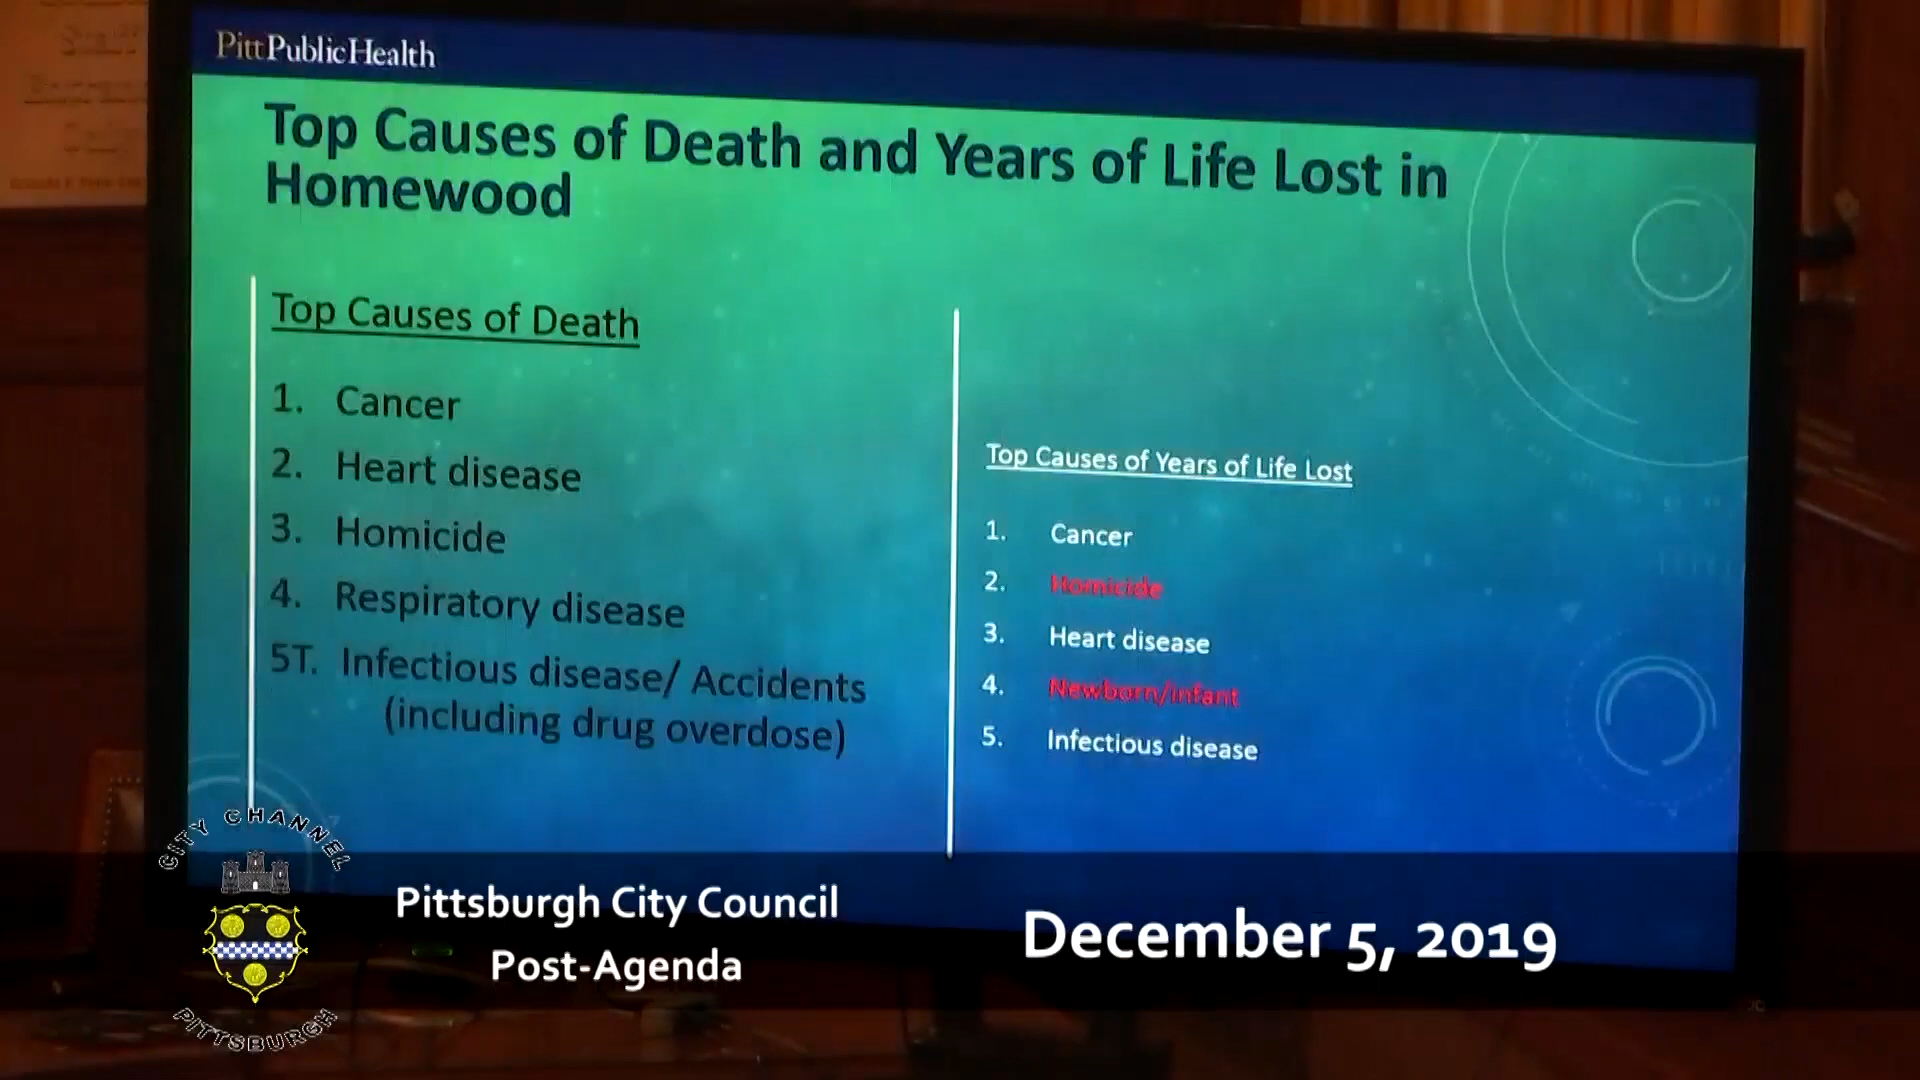 PittPublicHealth
Top Causes of Death and Years of Life Lost in
Homewood
Top Causes of Death
1. Cancer
2. Heart disease
3. Homicide
4. Respiratory disease
5T. Infectious disease/ Accidents
(including drug overdose)
Top Causes of Years of Life Lost
1. Cancer
2. Homicide
3. Heart disease
4. Newborn/infant
5. Infectious disease
CITY CHANNEL
PITTSBURGH
Pittsburgh City Council
Post-Agenda
December 5, 2019